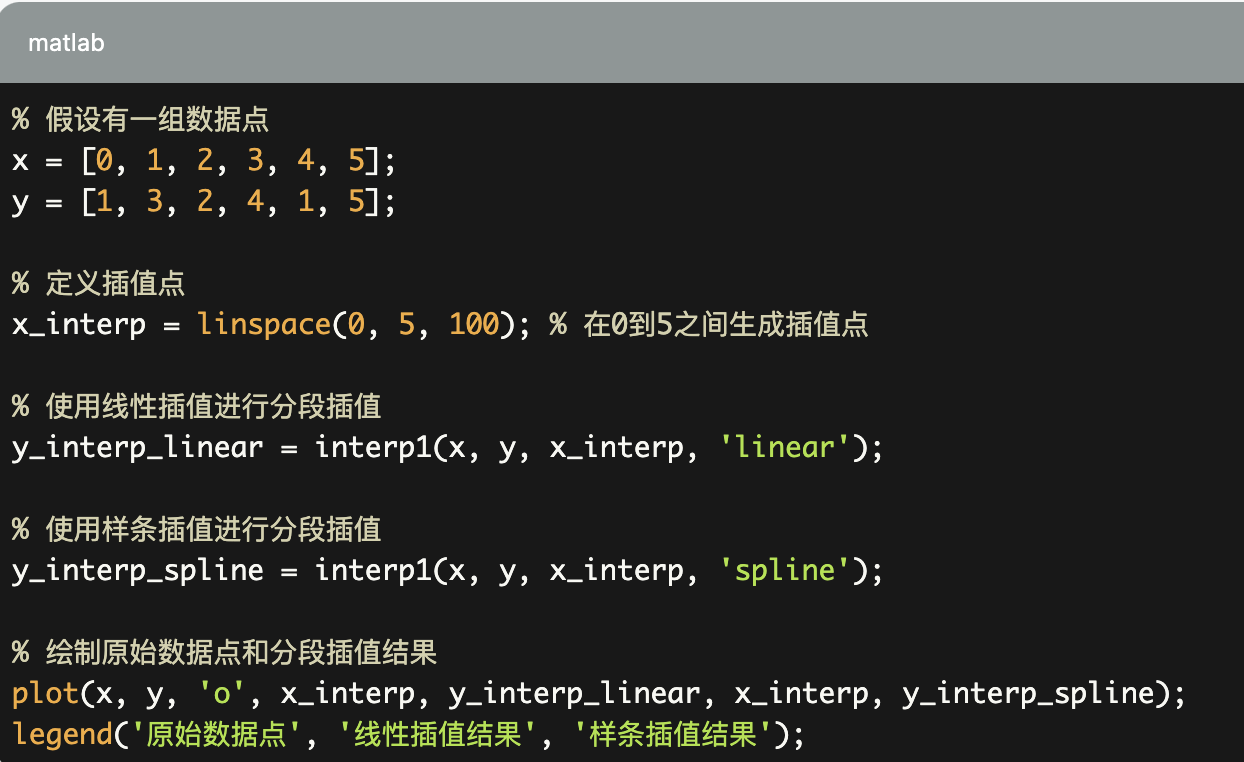 matlab
% 假设有一组数据点
x = [0, 1, 2, 3, 4, 5];
y = [1, 3, 2, 4, 1, 5];
% 定义插值点
x_interp = linspace(0, 5, 100); % 在0到5之间生成插值点
% 使用线性插值进行分段插值
y_interp_linear = interp1(x, y, x_interp, 'linear');
% 使用样条插值进行分段插值
y_interp_spline = interp1(x, y, x_interp, 'spline');
% 绘制原始数据点和分段插值结果
plot(x, y, 'o', x_interp, y_interp_linear, x_interp, y_interp_spline);
legend('原始数据点', '线性插值结果', '样条插值结果');